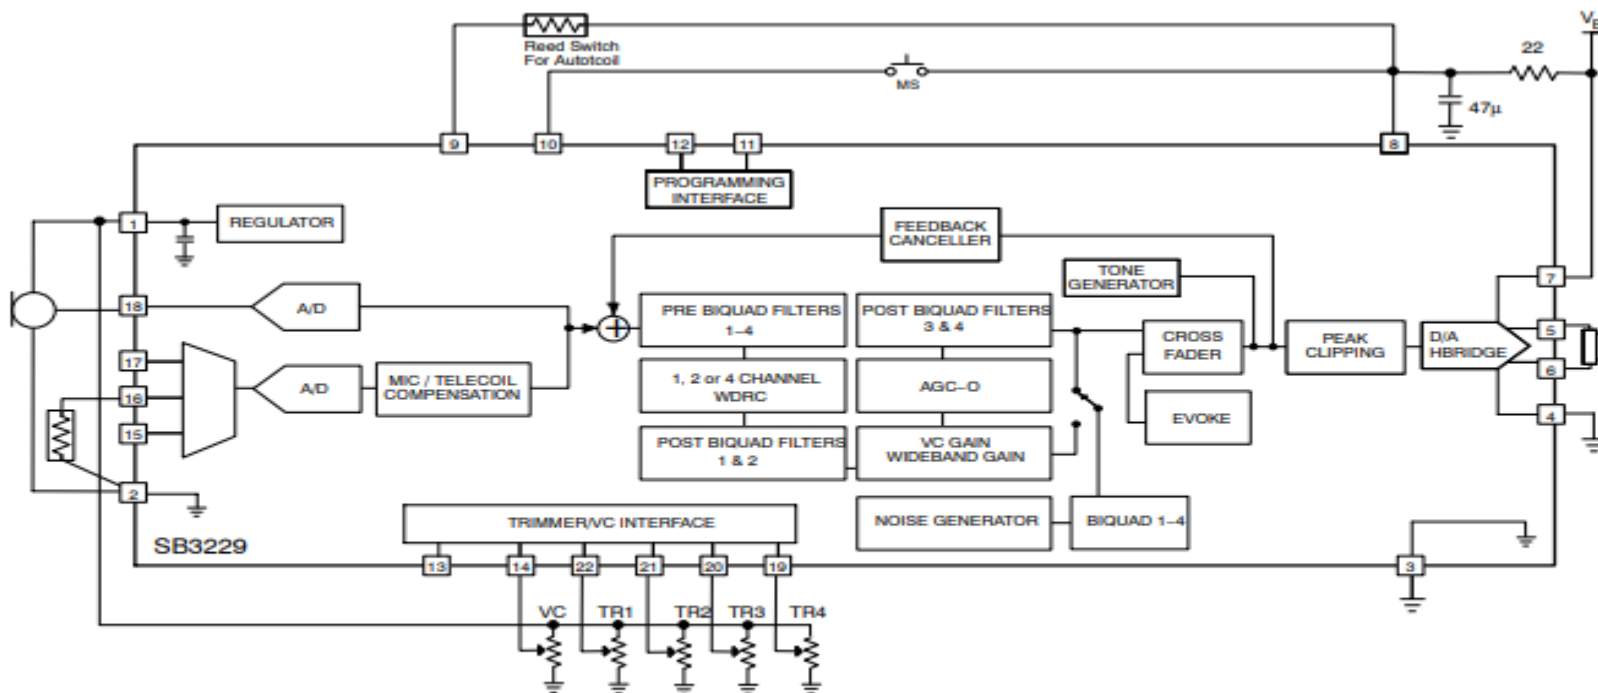 Reed Switch
For Autotcoil
MS
22
47µ
9
10
12
11
8
PROGRAMMING
INTERFACE
1
REGULATOR
FEEDBACK
CANCELLER
TONE
GENERATOR
7
18
A/D
PRE BIQUAD FILTERS
1–4
POST BIQUAD FILTERS
3 & 4
CROSS
FADER
PEAK
CLIPPING
D/A
HBRIDGE
5
6
17
16
15
A/D
MIC / TELECOIL
COMPENSATION
1, 2 or 4 CHANNEL
WDRC
AGC–O
EVOKE
4
POST BIQUAD FILTERS
1 & 2
VC GAIN
WIDEBAND GAIN
2
TRIMMER/VC INTERFACE
NOISE GENERATOR
BIQUAD 1–4
SB3229
13
14
22
21
20
19
3
VC
TR1
TR2
TR3
TR4